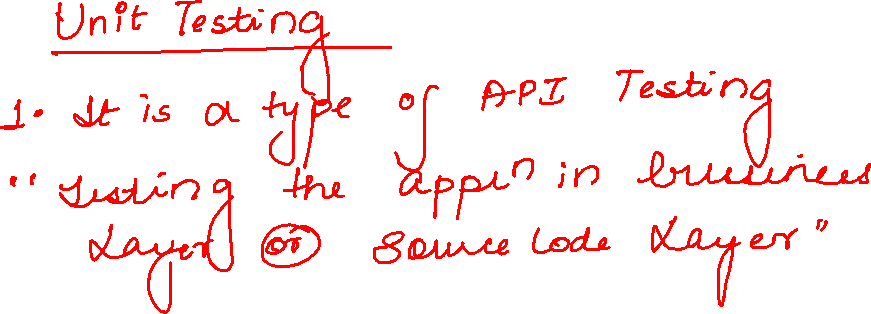 Unit Testing
1. It is a type of API Testing
"Testing the appln in business
Layer or source code Layer"